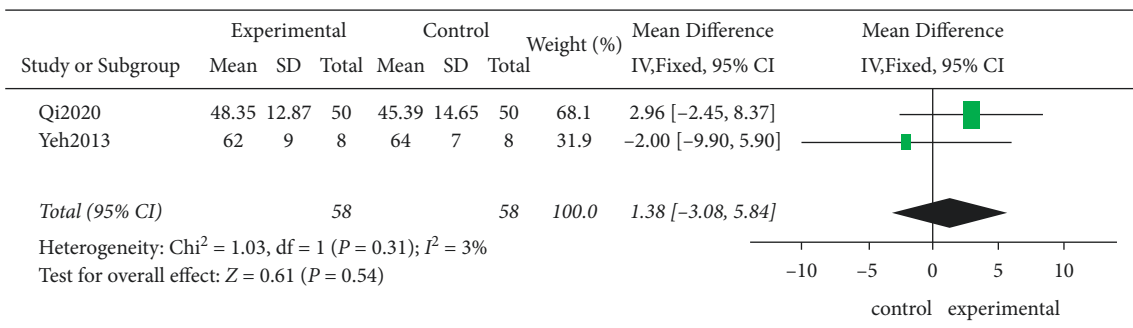 Experimental Control Weight (%) Mean Difference Mean Difference
Study or Subgroup Mean SD Total Mean SD Total IV,Fixed, 95% CI IV,Fixed, 95% CI
Qi2020 48.35 12.87 50 45.39 14.65 50 68.1 2.96 [–2.45, 8.37]
Yeh2013 62 9 8 64 7 8 31.9 –2.00 [–9.90, 5.90]
Total (95% CI) 58 58 100.0 1.38 [–3.08, 5.84]
Heterogeneity: Chi² = 1.03, df = 1 (P = 0.31); I² = 3%
Test for overall effect: Z = 0.61 (P = 0.54)
–10 –5 0 5 10
control experimental